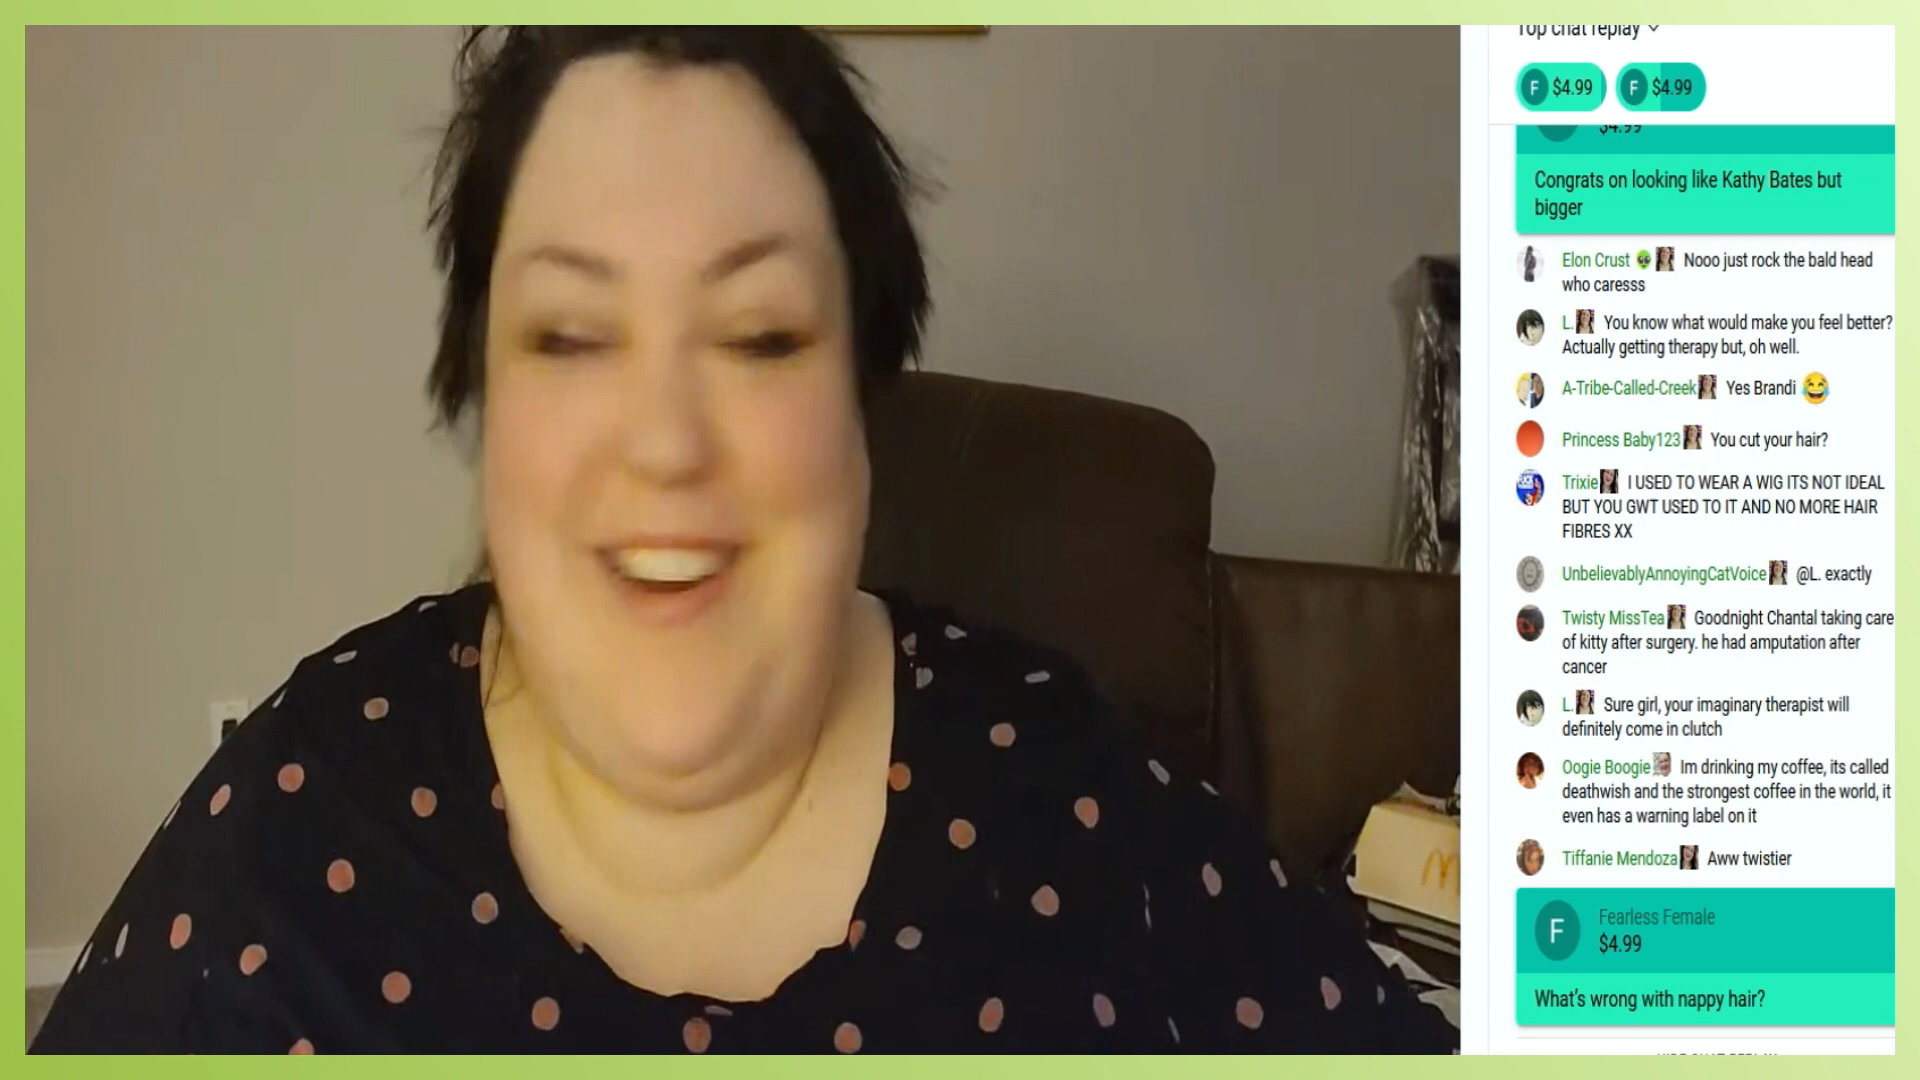 Top chat replay
F $4.99 F $4.99
$4.99
Congrats on looking like Kathy Bates but
bigger
Elon Crust 👽 Nooo just rock the bald head
who caresss
L. You know what would make you feel better?
Actually getting therapy but, oh well.
A-Tribe-Called-Creek Yes Brandi 😂
Princess Baby123 You cut your hair?
Trixie I USED TO WEAR A WIG ITS NOT IDEAL
BUT YOU GWT USED TO IT AND NO MORE HAIR
FIBRES XX
UnbelievablyAnnoyingCatVoice @L. exactly
Twisty MissTea Goodnight Chantal taking care
of kitty after surgery. he had amputation after
cancer
L. Sure girl, your imaginary therapist will
definitely come in clutch
Oogie Boogie Im drinking my coffee, its called
deathwish and the strongest coffee in the world, it
even has a warning label on it
Tiffanie Mendoza Aww twistier
F Fearless Female
$4.99
What's wrong with nappy hair?